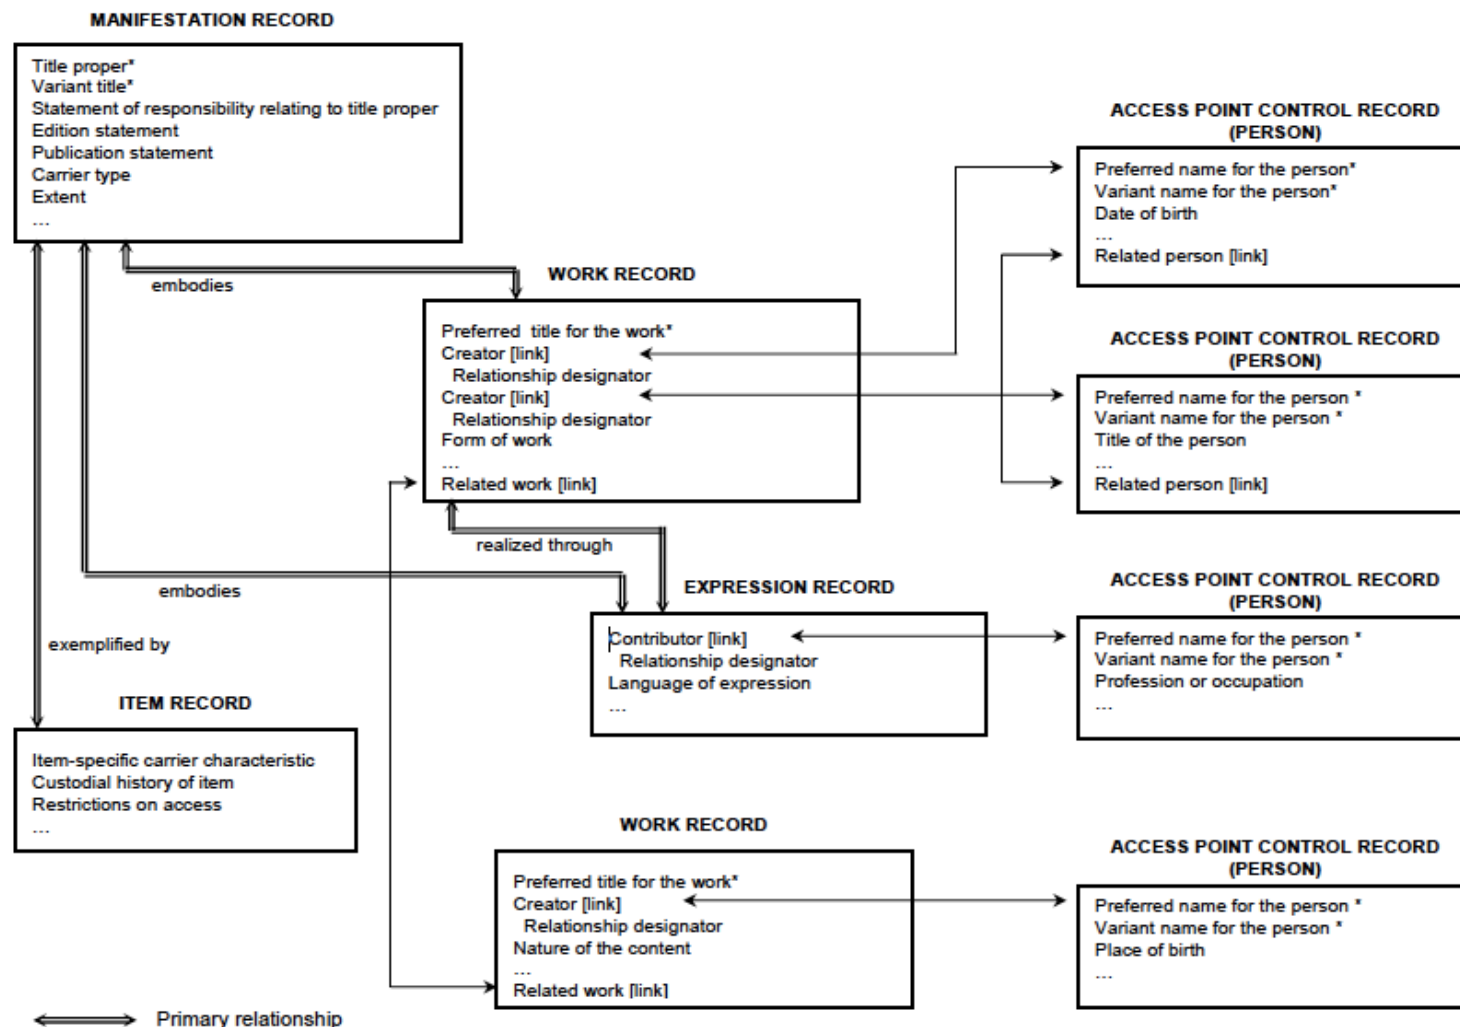 MANIFESTATION RECORD
Title proper*
Variant title*
Statement of responsibility relating to title proper
Edition statement
Publication statement
Carrier type
Extent
...
embodies
WORK RECORD
Preferred title for the work*
Creator [link]
Relationship designator
Creator [link]
Relationship designator
Form of work
...
Related work [link]
realized through
embodies
EXPRESSION RECORD
Contributor [link]
Relationship designator
Language of expression
...
exemplified by
ITEM RECORD
Item-specific carrier characteristic
Custodial history of item
Restrictions on access
...
WORK RECORD
Preferred title for the work*
Creator [link]
Relationship designator
Nature of the content
...
Related work [link]
ACCESS POINT CONTROL RECORD
(PERSON)
Preferred name for the person*
Variant name for the person*
Date of birth
...
Related person [link]
ACCESS POINT CONTROL RECORD
(PERSON)
Preferred name for the person *
Variant name for the person *
Title of the person
...
Related person [link]
ACCESS POINT CONTROL RECORD
(PERSON)
Preferred name for the person *
Variant name for the person *
Profession or occupation
...
ACCESS POINT CONTROL RECORD
(PERSON)
Preferred name for the person *
Variant name for the person *
Place of birth
...
Primary relationship